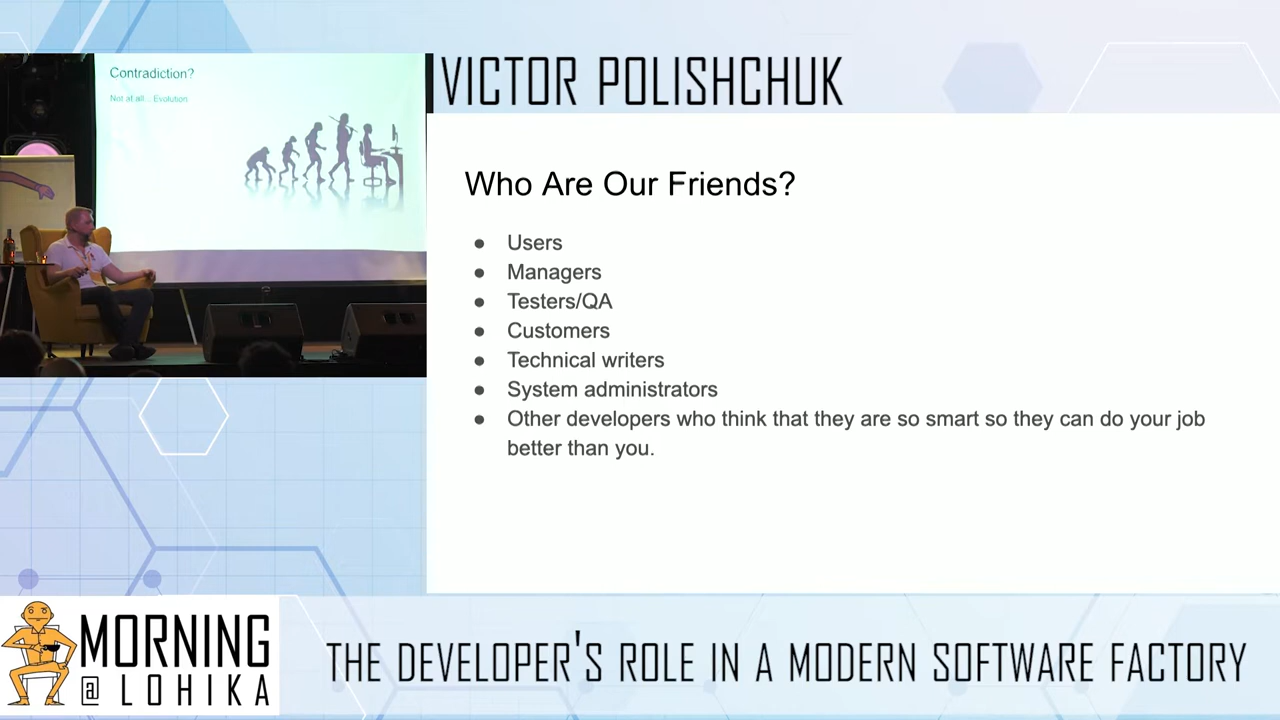 VICTOR POLISHCHUK
Contradiction?
Not at all... Evolution
Who Are Our Friends?
● Users
● Managers
● Testers/QA
● Customers
● Technical writers
● System administrators
● Other developers who think that they are so smart so they can do your job
better than you.
MORNING
@ LOHIKA
THE DEVELOPER'S ROLE IN A MODERN SOFTWARE FACTORY